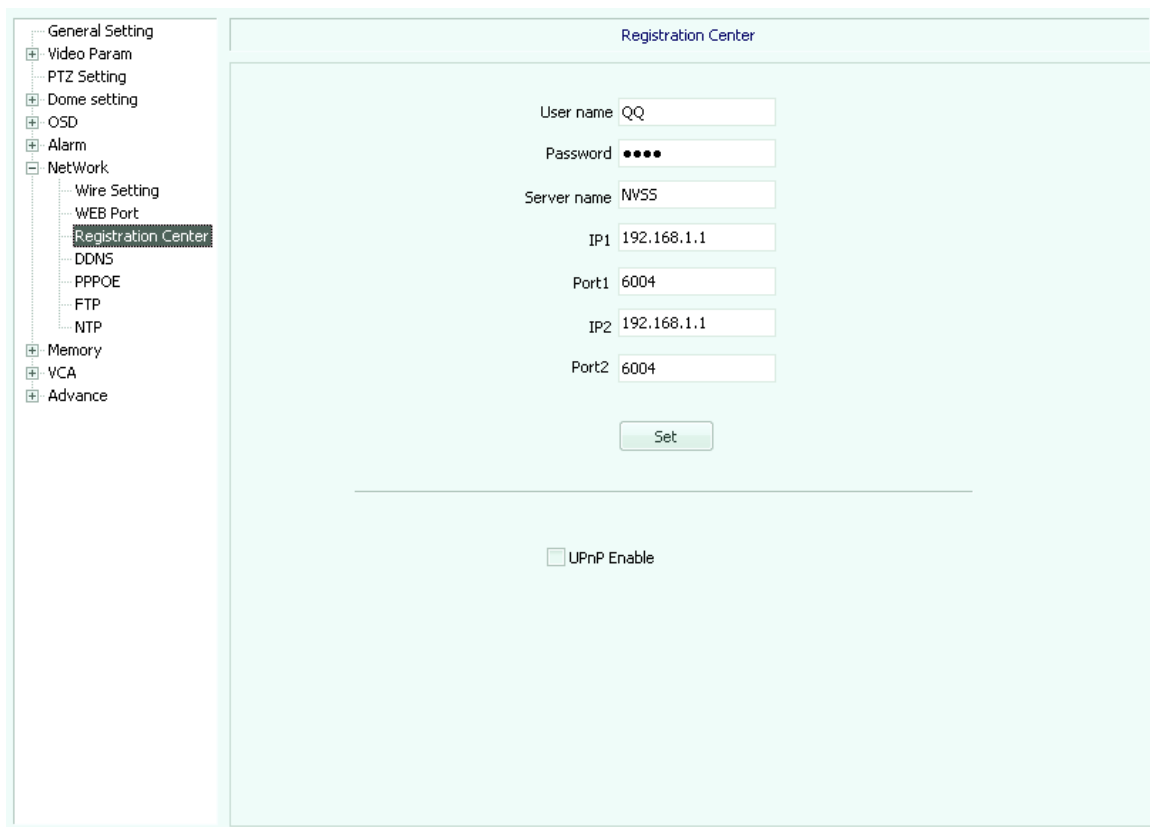 General Setting
Video Param
PTZ Setting
Dome setting
OSD
Alarm
NetWork
Wire Setting
WEB Port
Registration Center
DDNS
PPPOE
FTP
NTP
Memory
VCA
Advance
Registration Center
User name QQ
Password ●●●●
Server name NVSS
IP1 192.168.1.1
Port1 6004
IP2 192.168.1.1
Port2 6004
Set
UPnP Enable